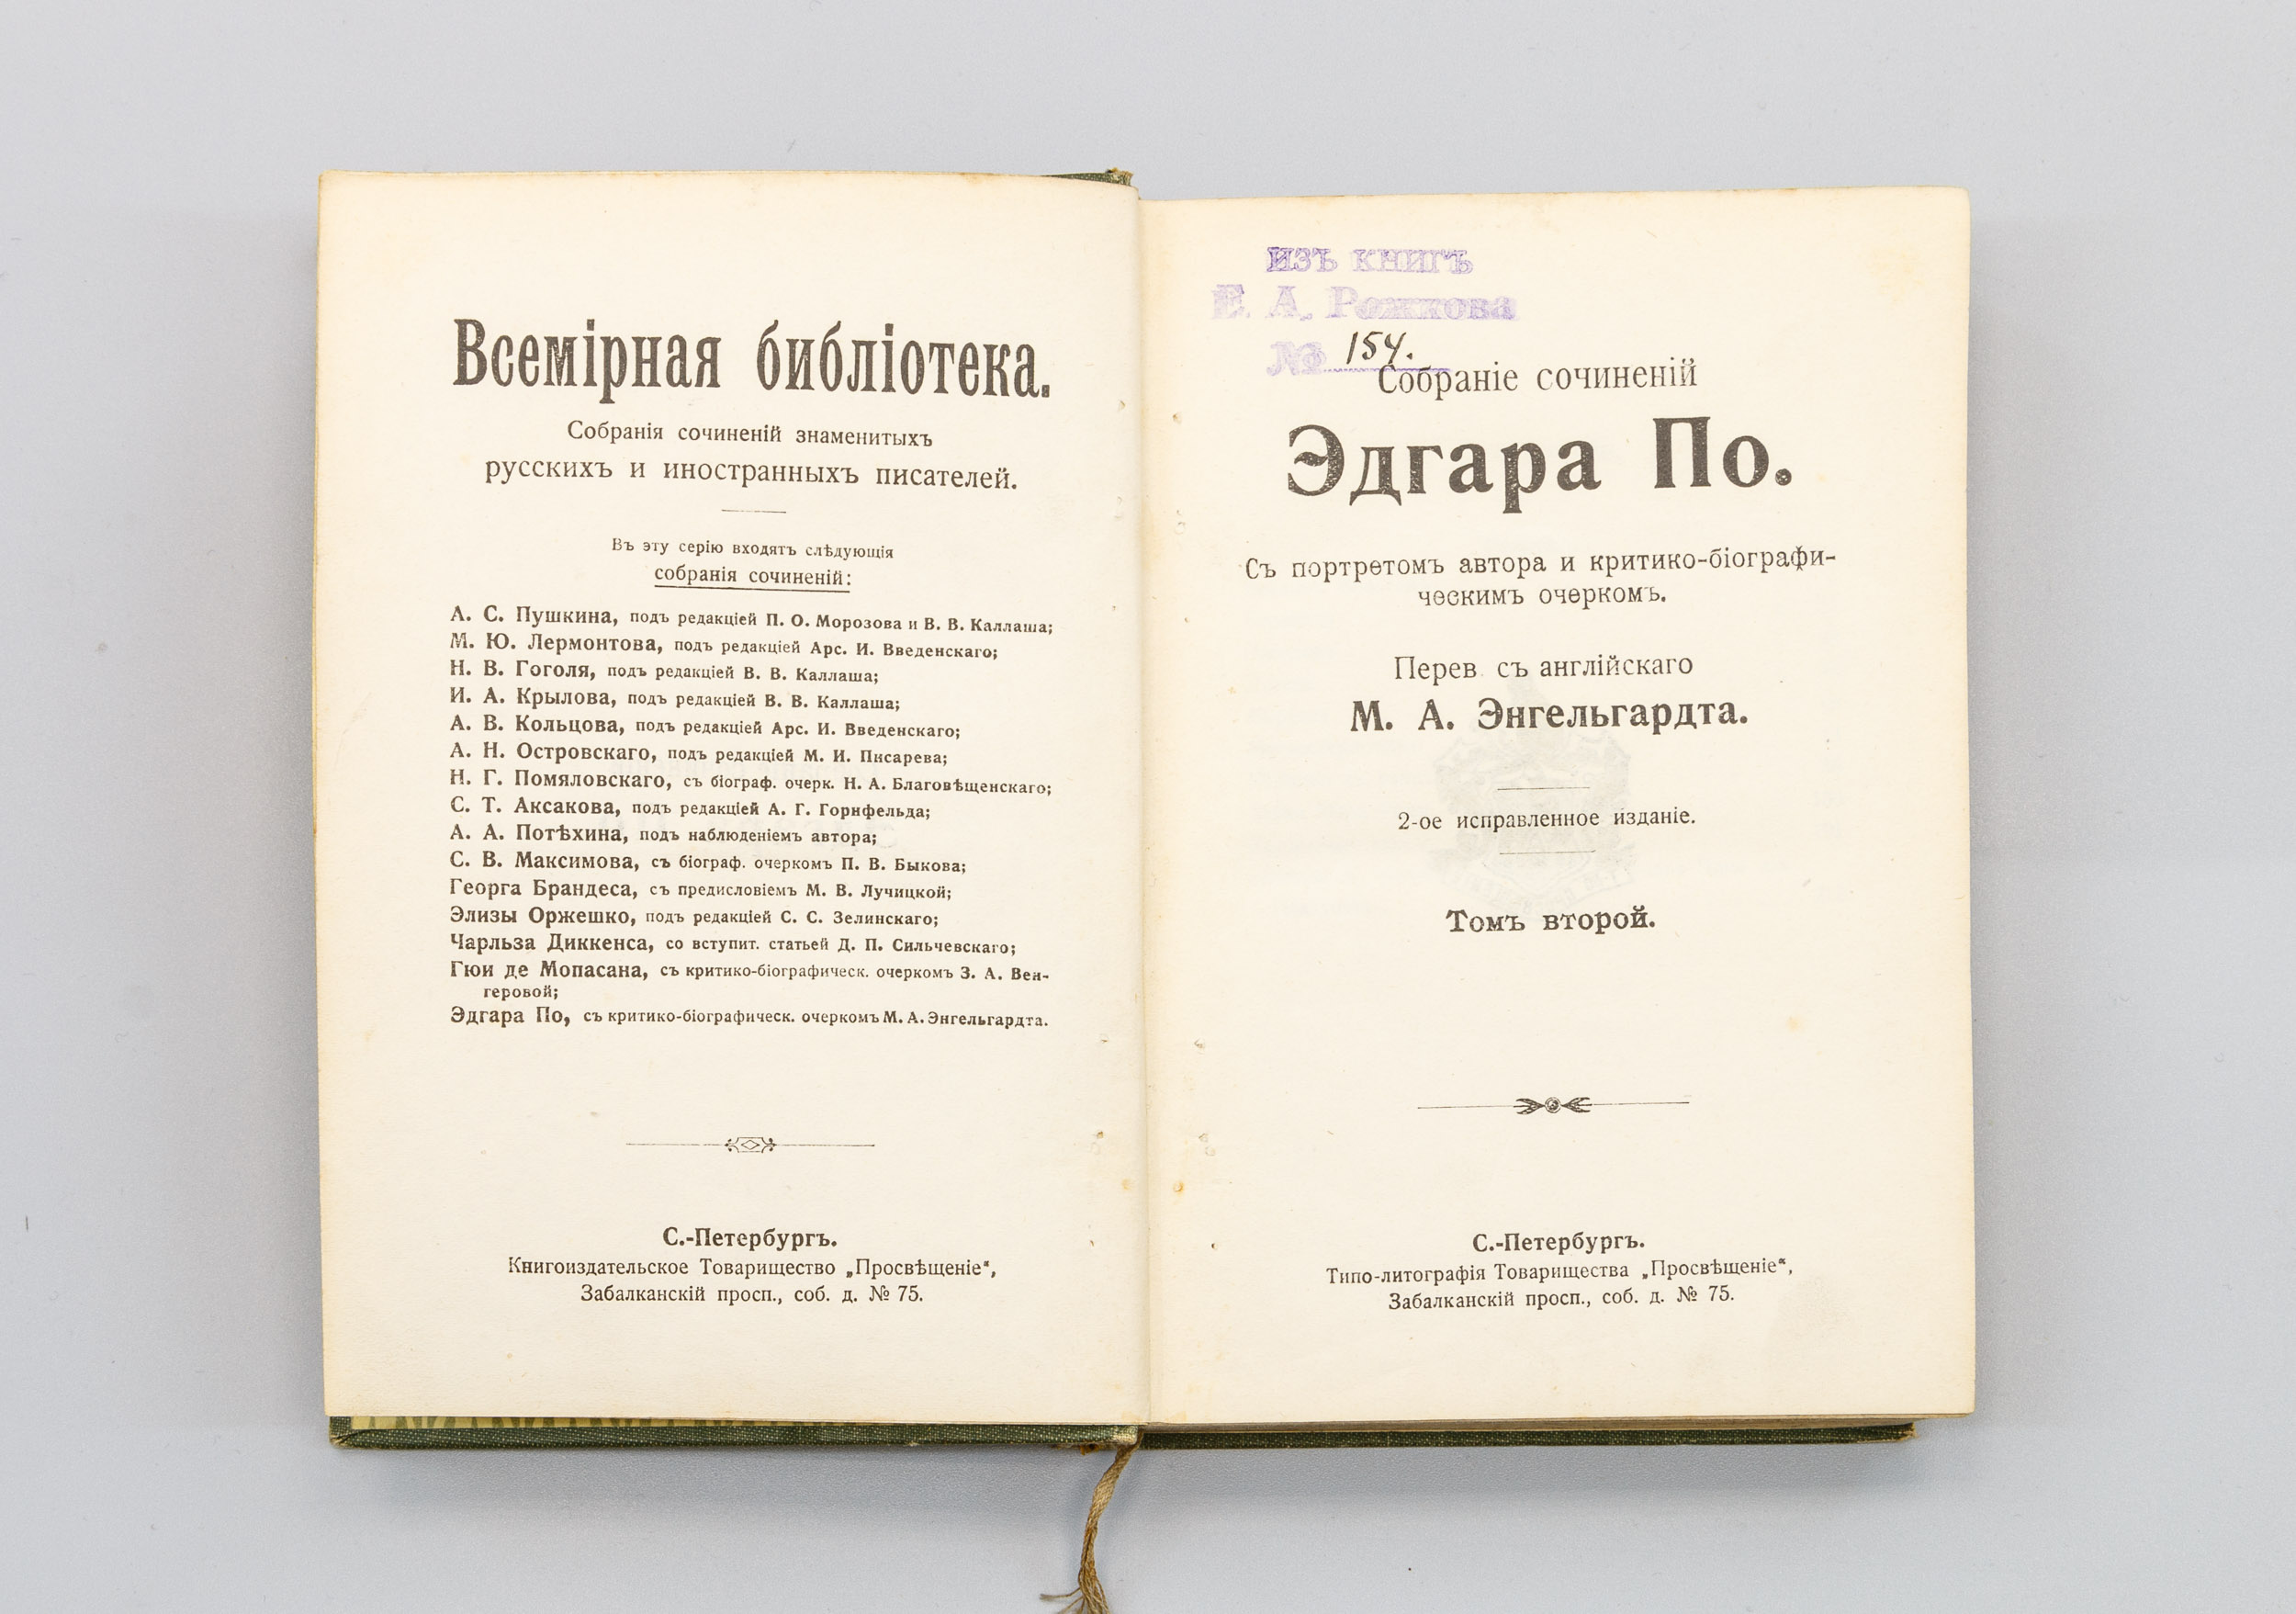 Всемірная библіотека.
Собранія сочиненій знаменитыхъ
русскихъ и иностранныхъ писателей.
Въ эту серію входятъ слѣдующія
собранія сочиненій:
А. С. Пушкина, подъ редакціей П. О. Морозова и В. В. Каллаша;
М. Ю. Лермонтова, подъ редакціей Арс. И. Введенскаго;
Н. В. Гоголя, подъ редакціей В. В. Каллаша;
И. А. Крылова, подъ редакціей В. В. Каллаша;
А. В. Кольцова, подъ редакціей Арс. И. Введенскаго;
А. Н. Островскаго, подъ редакціей М. И. Писарева;
Н. Г. Помяловскаго, съ біограф. очерк. Н. А. Благовѣщенскаго;
С. Т. Аксакова, подъ редакціей А. Г. Горнфельда;
А. А. Потѣхина, подъ наблюденіемъ автора;
С. В. Максимова, съ біограф. очеркомъ П. В. Быкова;
Георга Брандеса, съ предисловіемъ М. В. Лучицкой;
Элизы Оржешко, подъ редакціей С. С. Зелинскаго;
Чарльза Диккенса, со вступит. статьей Д. П. Сильчевскаго;
Гюи де Мопасана, съ критико-біографическ. очеркомъ З. А. Вен-
геровой;
Эдгара По, съ критико-біографическ. очеркомъ М. А. Энгельгардта.
С.-Петербургъ.
Книгоиздательское Товарищество „Просвѣщеніе“,
Забалканскій просп., соб. д. № 75.
изъ книгъ
Е. А. Рожкова
№ 154.
Собраніе сочиненій
Эдгара По.
Съ портретомъ автора и критико-біографи-
ческимъ очеркомъ.
Перев съ англійскаго
М. А. Энгельгардта.
2-ое исправленное изданіе.
Томъ второй.
С.-Петербургъ.
Типо-литографія Товарищества „Просвѣщеніе“,
Забалканскій просп., соб. д. № 75.